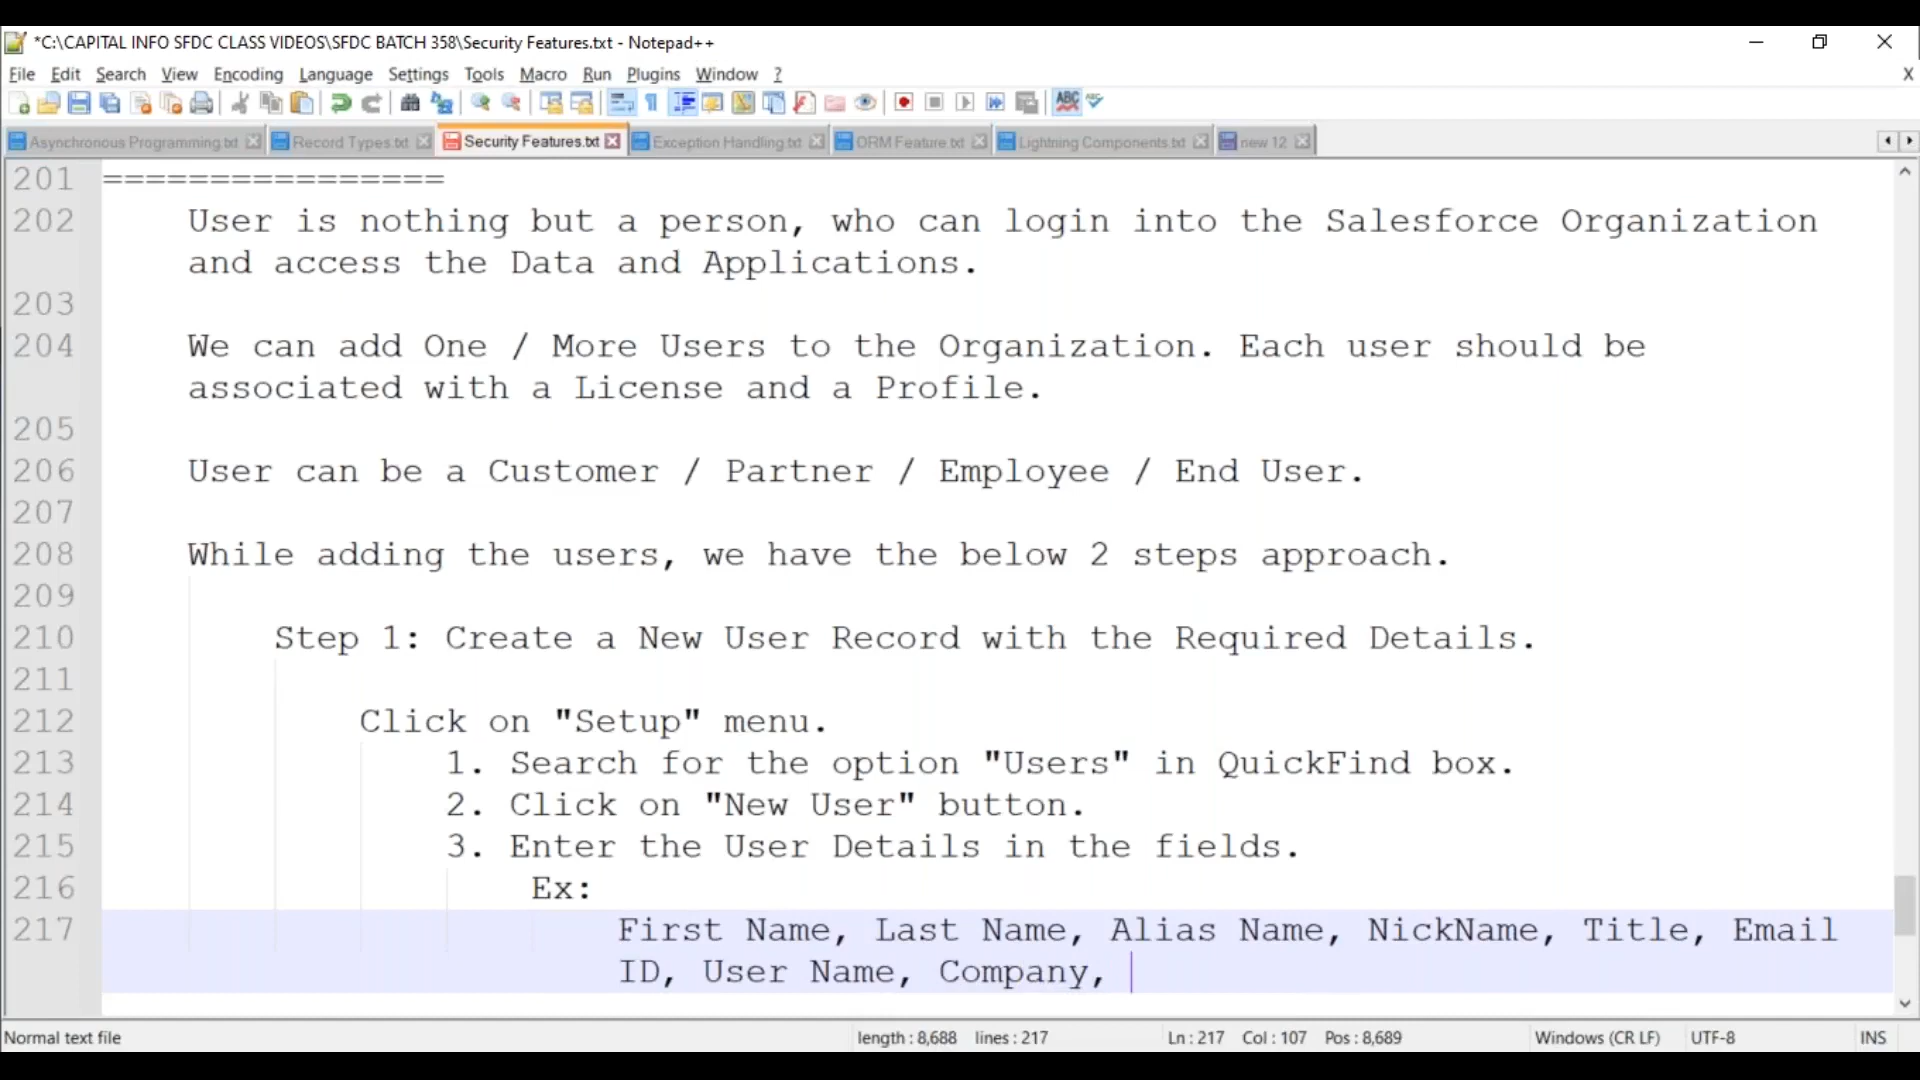 *C:\CAPITAL INFO SFDC CLASS VIDEOS\SFDC BATCH 358\Security Features.txt - Notepad++
File Edit Search View Encoding Language Settings Tools Macro Run Plugins Window ? X
Asynchronous Programming.txt Record Types.txt Security Features.txt Exception Handling.txt ORM Feature.txt Lightning Components.txt new 12
201 ================
202 User is nothing but a person, who can login into the Salesforce Organization
and access the Data and Applications.
203
204 We can add One / More Users to the Organization. Each user should be
associated with a License and a Profile.
205
206 User can be a Customer / Partner / Employee / End User.
207
208 While adding the users, we have the below 2 steps approach.
209
210 Step 1: Create a New User Record with the Required Details.
211
212 Click on "Setup" menu.
213 1. Search for the option "Users" in QuickFind box.
214 2. Click on "New User" button.
215 3. Enter the User Details in the fields.
216 Ex:
217 First Name, Last Name, Alias Name, NickName, Title, Email
ID, User Name, Company,
Normal text file length : 8,688 lines : 217 Ln : 217 Col : 107 Pos : 8,689 Windows (CR LF) UTF-8 INS